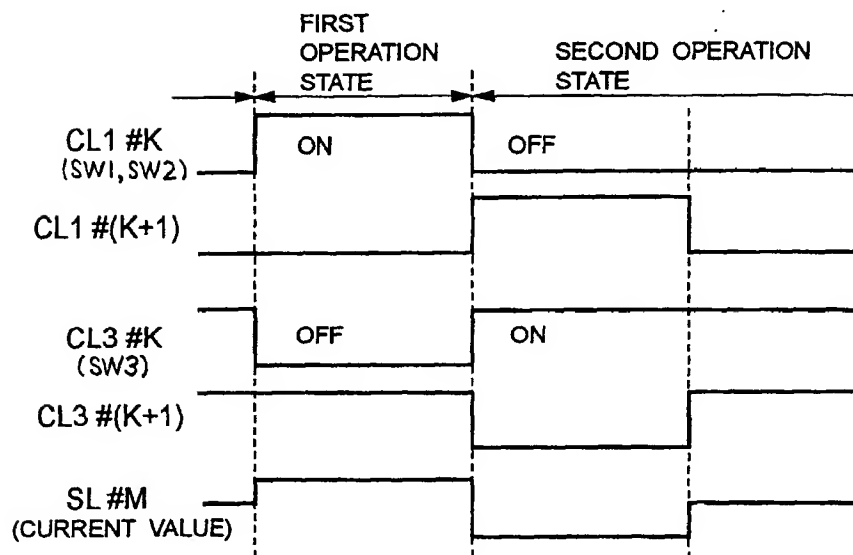 FIRST
OPERATION
STATE
SECOND OPERATION
STATE
CL1 #K
(SW1, SW2)
ON
OFF
CL1 #(K+1)
CL3 #K
(SW3)
OFF
ON
CL3 #(K+1)
SL #M
(CURRENT VALUE)